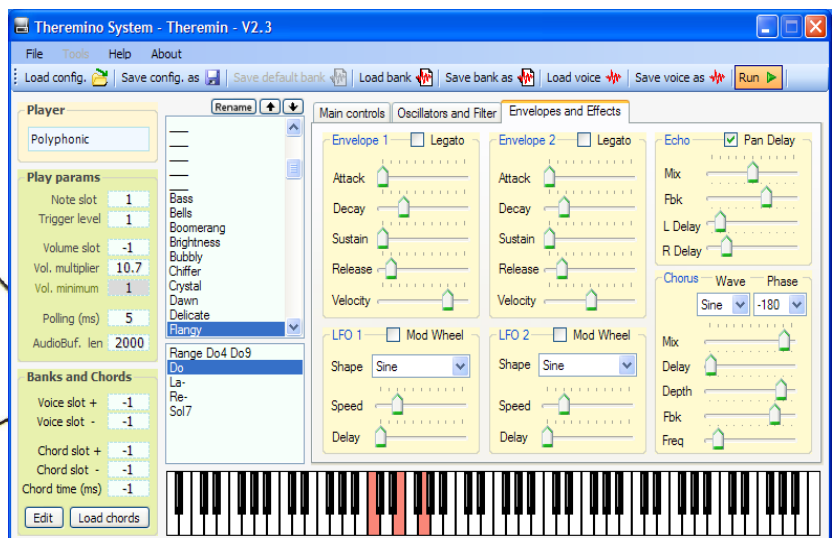 Theremino System - Theremin - V2.3
File Tools Help About
Load config. Save config. as Save default bank Load bank Save bank as Load voice Save voice as Run
Player
Polyphonic
Play params
Note slot 1
Trigger level 1
Volume slot -1
Vol. multiplier 10.7
Vol. minimum 1
Polling (ms) 5
AudioBuf. len 2000
Banks and Chords
Voice slot + -1
Voice slot - -1
Chord slot + -1
Chord slot - -1
Chord time (ms) -1
Edit Load chords
Rename
Bass
Bells
Boomerang
Brightness
Bubbly
Chiffer
Crystal
Dawn
Delicate
Flangy
Range Do4 Do9
Do
La-
Re-
Sol7
Main controls Oscillators and Filter Envelopes and Effects
Envelope 1 Legato
Attack
Decay
Sustain
Release
Velocity
Envelope 2 Legato
Attack
Decay
Sustain
Release
Velocity
Echo Pan Delay
Mix
Fbk
L Delay
R Delay
LFO 1 Mod Wheel
Shape Sine
Speed
Delay
LFO 2 Mod Wheel
Shape Sine
Speed
Delay
Chorus Wave Phase
Sine -180
Mix
Delay
Depth
Fbk
Freq